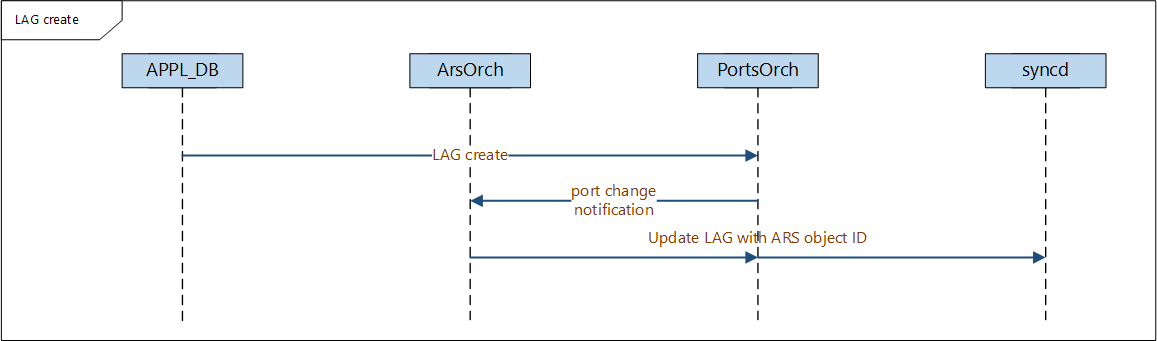 LAG create
APPL_DB
ArsOrch
PortsOrch
syncd
LAG create
port change
notification
Update LAG with ARS object ID